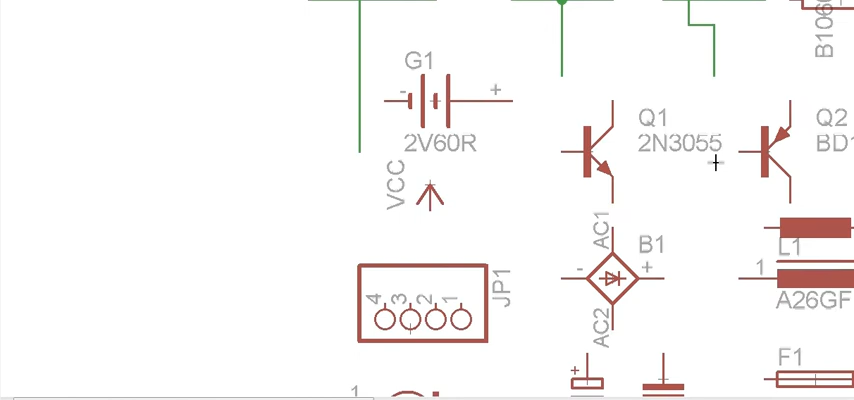 B106
G1
- +
2V60R
Q1
2N3055
Q2
BD1
VCC
AC1
B1
- +
AC2
L1
1
A26GF
JP1
4 3 2 1
F1
+
1